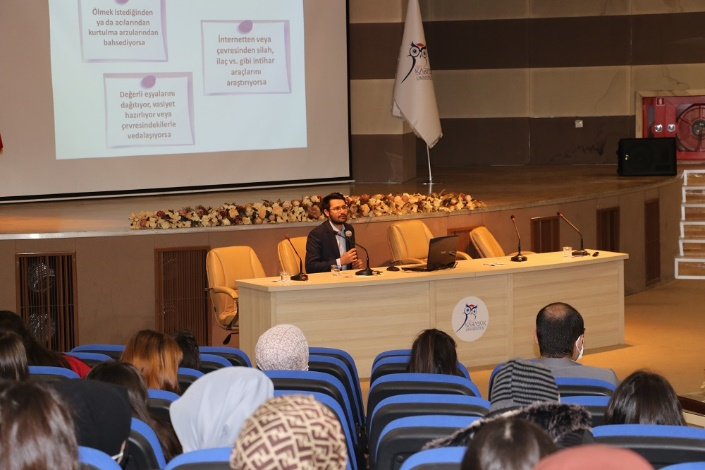 Ölmek istediğinden
ya da acılarından
kurtulma arzularından
bahsediyorsa
İnternetten veya
çevresinden silah,
ilaç vs. gibi intihar
araçlarını
araştırıyorsa
Değerli eşyalarını
dağıtıyor, vasiyet
hazırlıyor veya
çevresindekilerle
vedalaşıyorsa